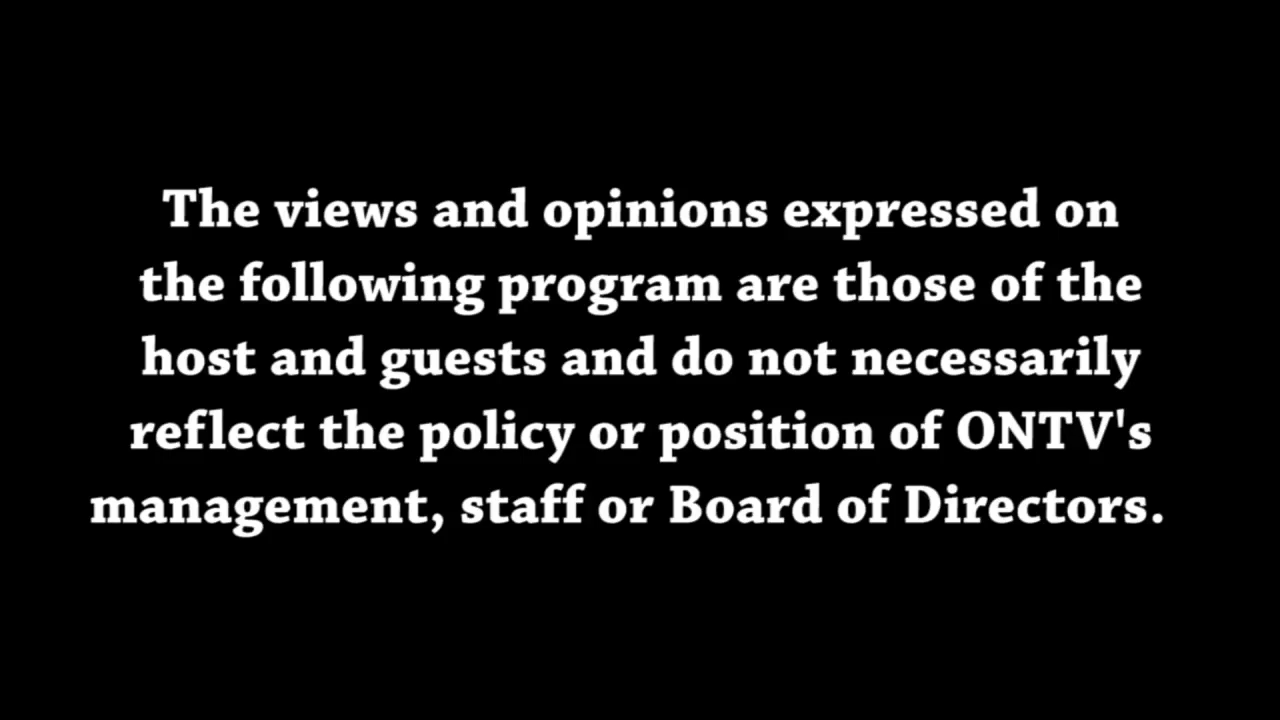 The views and opinions expressed on
the following program are those of the
host and guests and do not necessarily
reflect the policy or position of ONTV's
management, staff or Board of Directors.